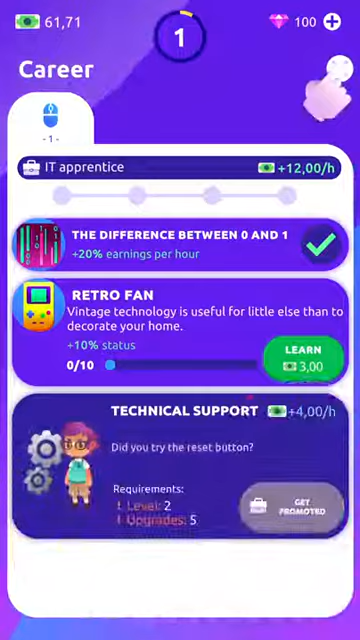 61,71
1
100
Career
- 1 -
IT apprentice
+12,00/h
THE DIFFERENCE BETWEEN 0 AND 1
+20% earnings per hour
RETRO FAN
Vintage technology is useful for little else than to
decorate your home.
+10% status
0/10
LEARN
3,00
TECHNICAL SUPPORT
+4,00/h
Did you try the reset button?
Requirements:
! Level: 2
! Upgrades: 5
GET
PROMOTED